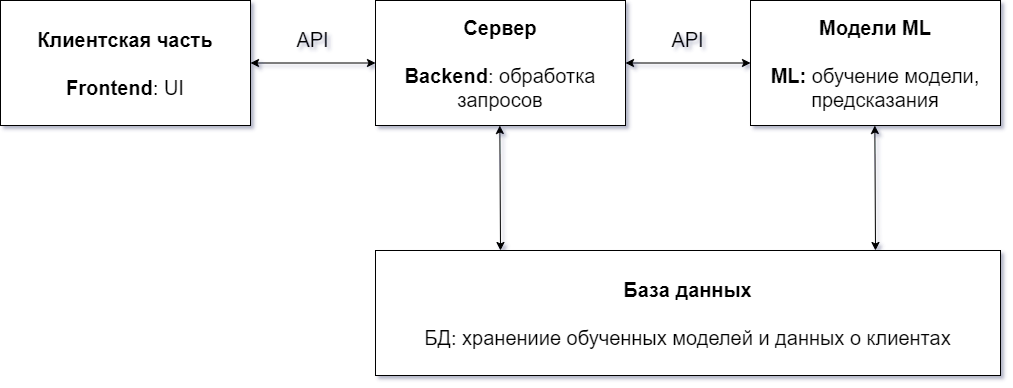 Клиентская часть
Frontend: UI
API
Сервер
Backend: обработка
запросов
API
Модели ML
ML: обучение модели,
предсказания
База данных
БД: хранениие обученных моделей и данных о клиентах